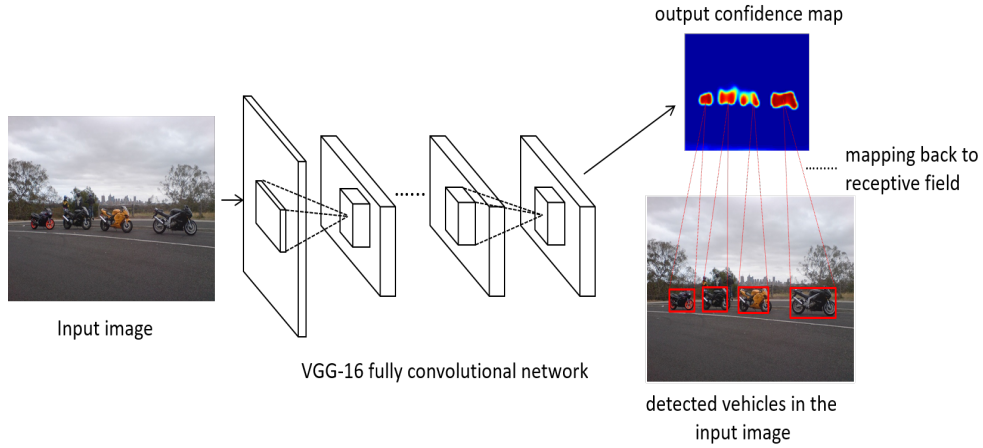 output confidence map
mapping back to
receptive field
Input image
VGG-16 fully convolutional network
detected vehicles in the
input image